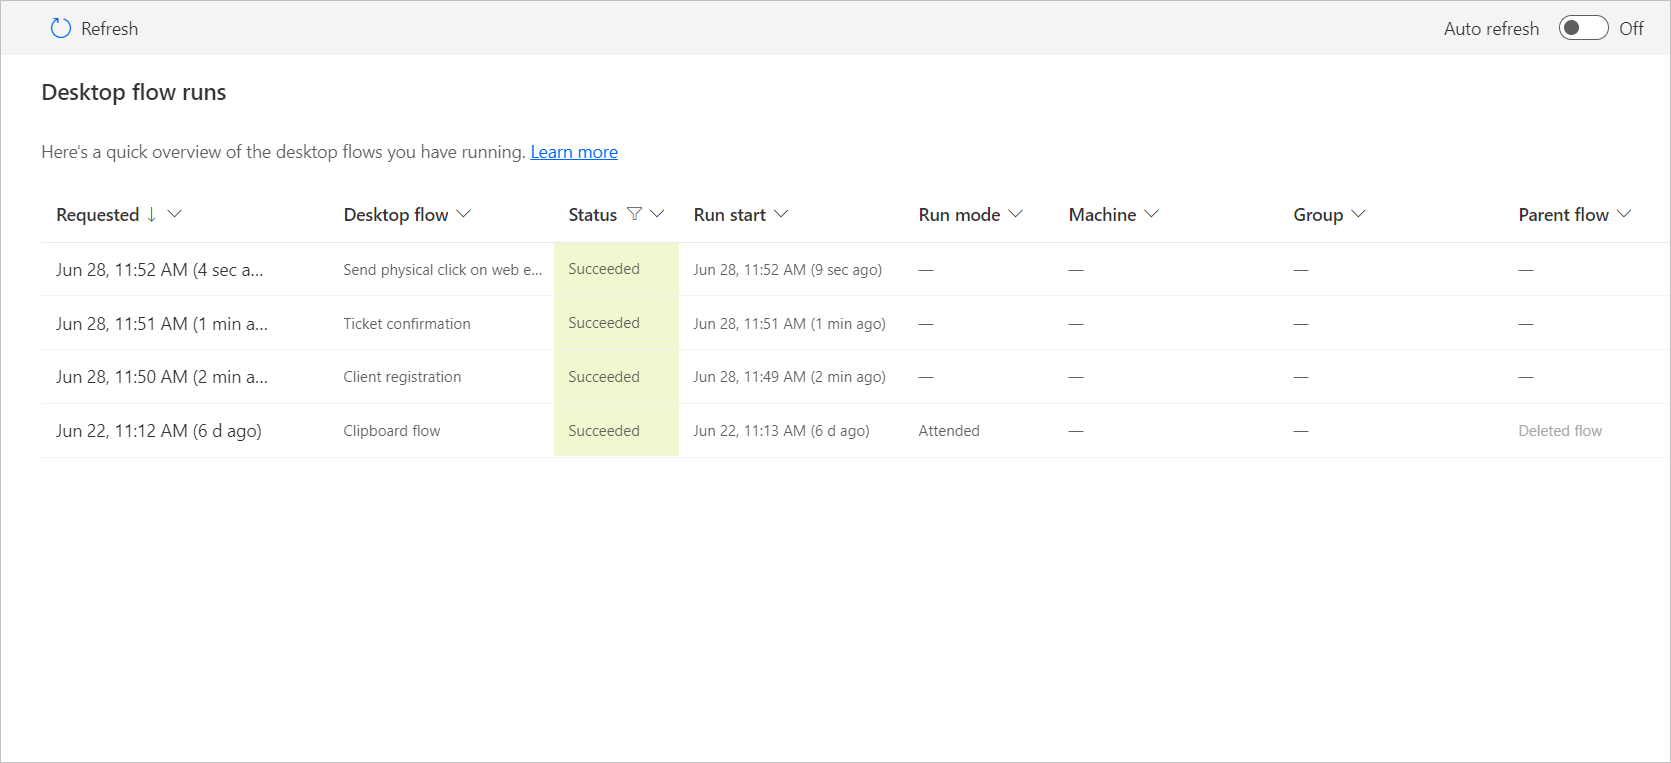 Refresh Auto refresh Off
Desktop flow runs
Here's a quick overview of the desktop flows you have running. Learn more
Requested Desktop flow Status Run start Run mode Machine Group Parent flow
Jun 28, 11:52 AM (4 sec a... Send physical click on web e... Succeeded Jun 28, 11:52 AM (9 sec ago) — — — —
Jun 28, 11:51 AM (1 min a... Ticket confirmation Succeeded Jun 28, 11:51 AM (1 min ago) — — — —
Jun 28, 11:50 AM (2 min a... Client registration Succeeded Jun 28, 11:49 AM (2 min ago) — — — —
Jun 22, 11:12 AM (6 d ago) Clipboard flow Succeeded Jun 22, 11:13 AM (6 d ago) Attended — — Deleted flow